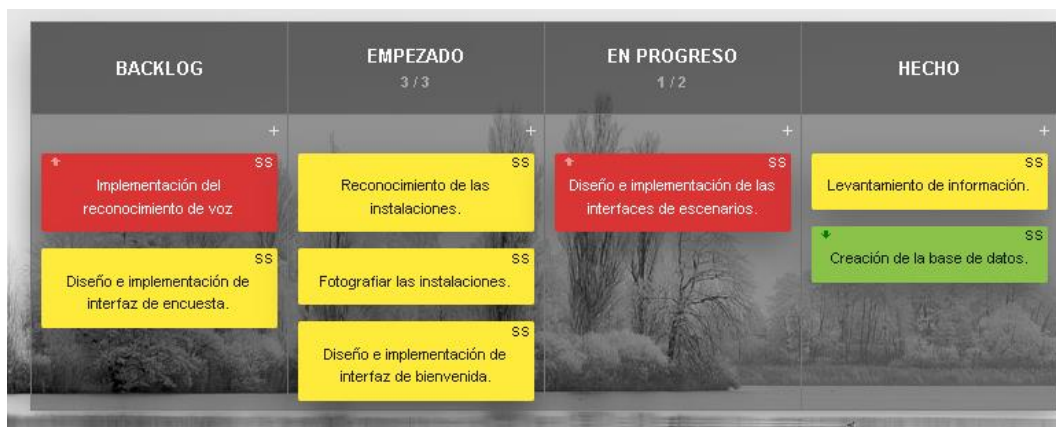 BACKLOG
EMPEZADO
3 / 3
EN PROGRESO
1 / 2
HECHO
+
+
+
+
SS
Implementación del
reconocimiento de voz
SS
Diseño e implementación de
interfaz de encuesta.
SS
Reconocimiento de las
instalaciones.
SS
Fotografiar las instalaciones.
SS
Diseño e implementación de
interfaz de bienvenida.
SS
Diseño e implementación de las
interfaces de escenarios.
SS
Levantamiento de información.
SS
Creación de la base de datos.